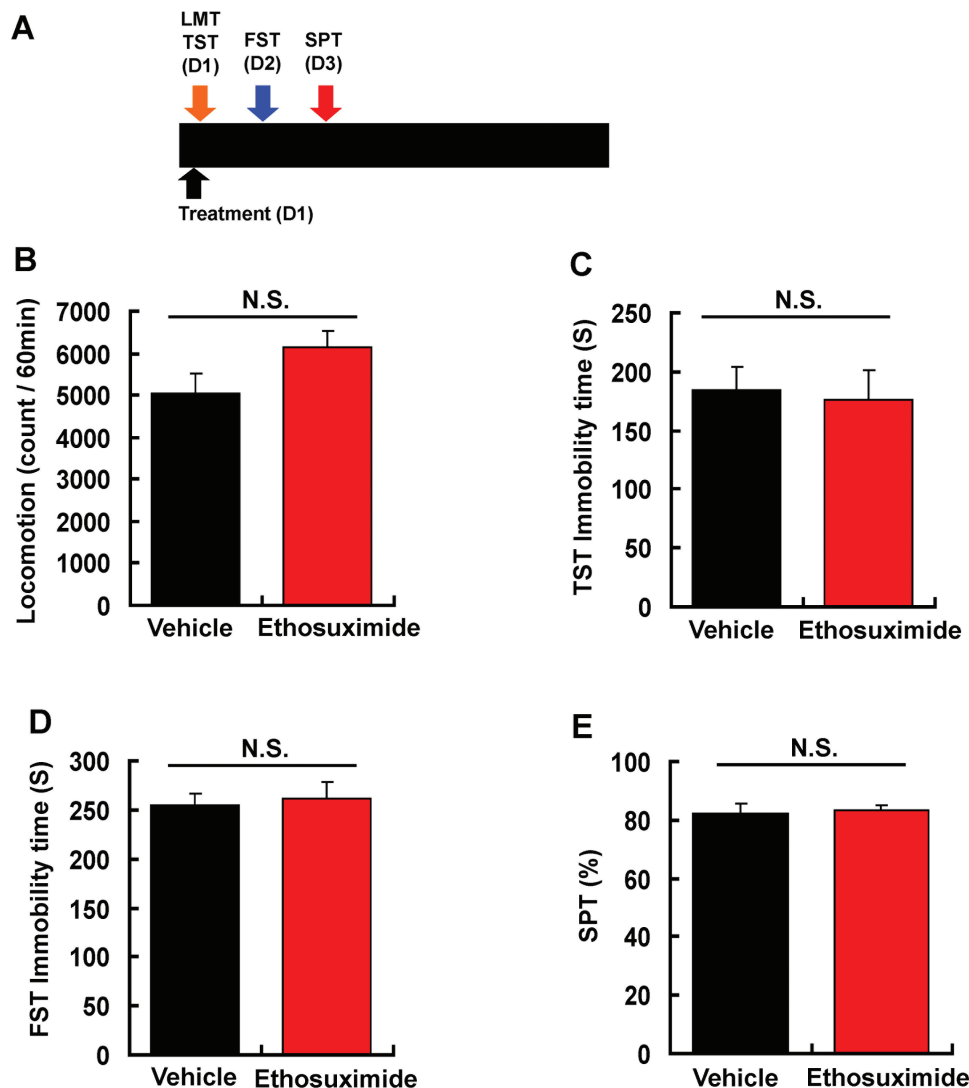 A
LMT
TST
(D1)
FST
(D2)
SPT
(D3)
Treatment (D1)
B
N.S.
Locomotion (count / 60min)
7000
6000
5000
4000
3000
2000
1000
0
Vehicle
Ethosuximide
C
N.S.
TST Immobility time (S)
250
200
150
100
50
0
Vehicle
Ethosuximide
D
N.S.
FST Immobility time (S)
300
250
200
150
100
50
0
Vehicle
Ethosuximide
E
N.S.
SPT (%)
100
80
60
40
20
0
Vehicle
Ethosuximide